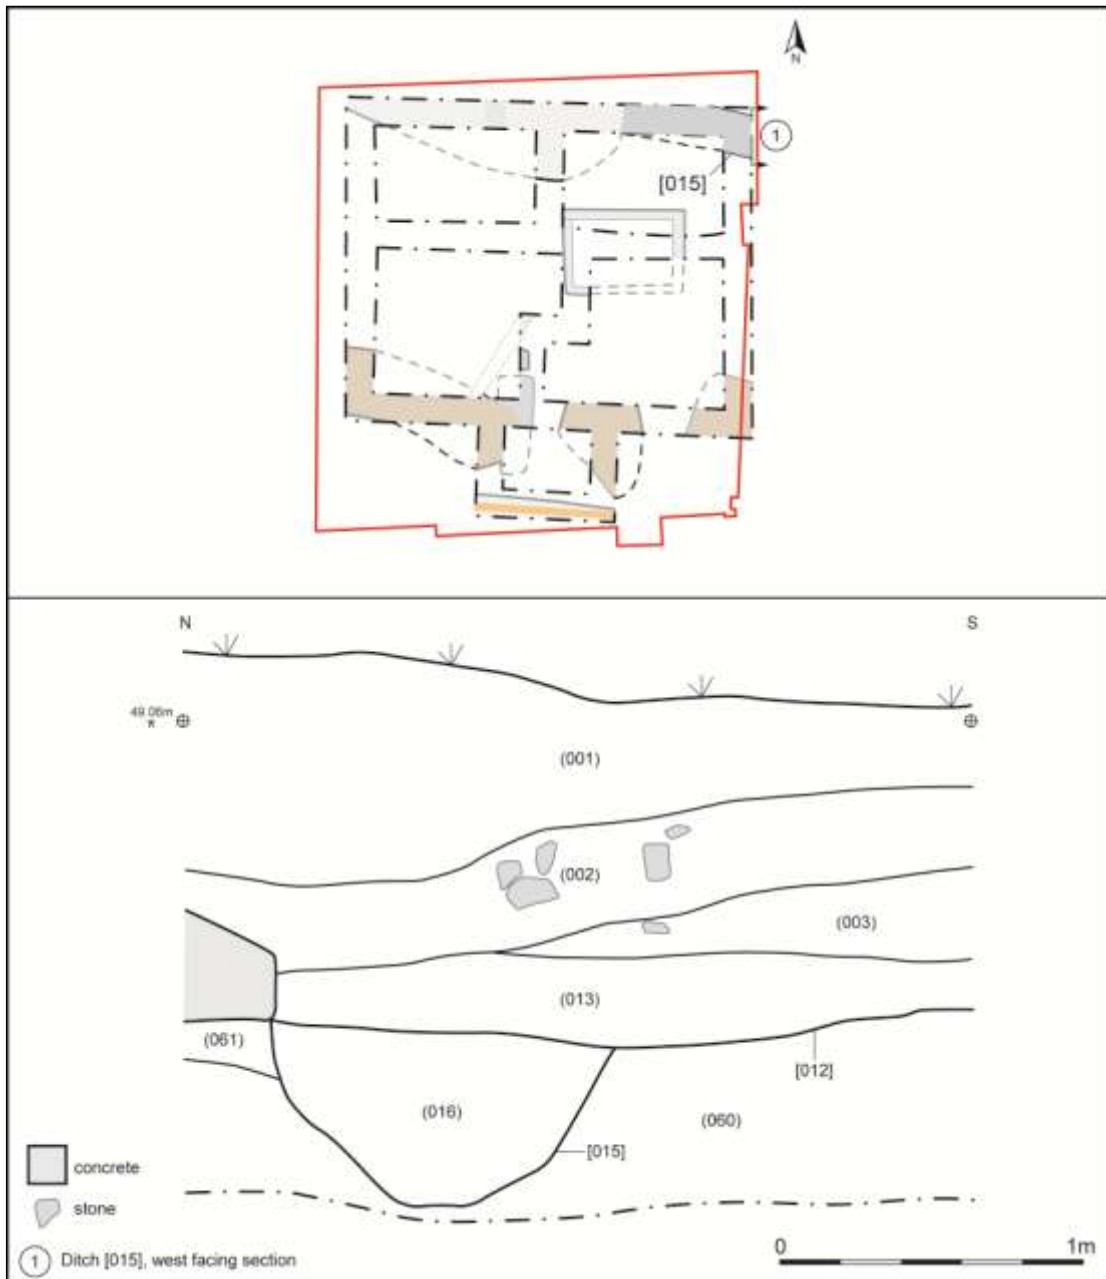 N
1
[015]
N
S
49.06m
(001)
(002)
(003)
(013)
(061)
[012]
(016)
(060)
[015]
concrete
stone
0
1m
1 Ditch [015], west facing section